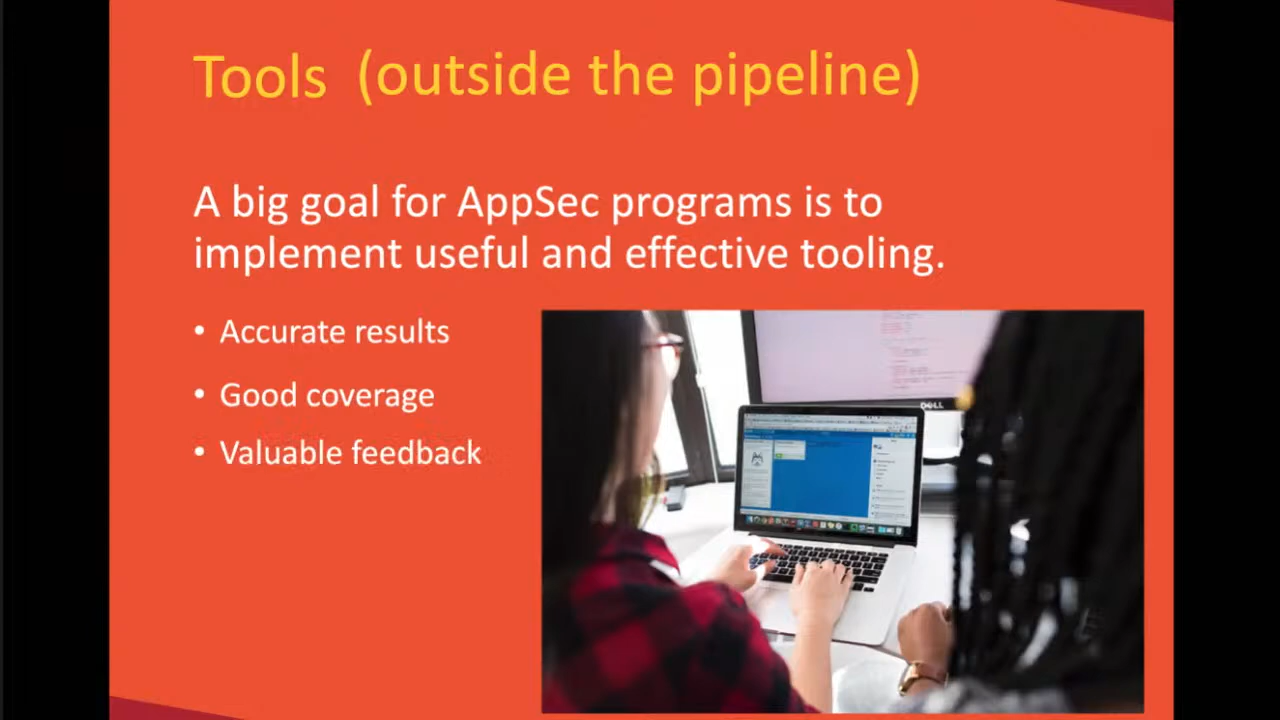 Tools (outside the pipeline)
A big goal for AppSec programs is to
implement useful and effective tooling.
• Accurate results
• Good coverage
• Valuable feedback
DELL